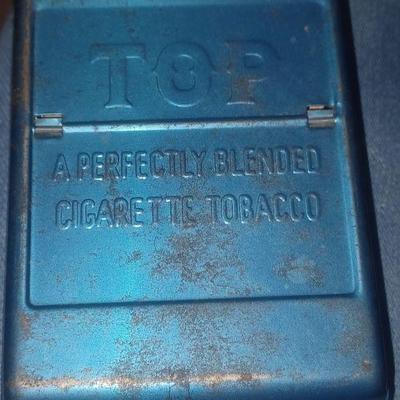 TOP
A PERFECTLY BLENDED
CIGARETTE TOBACCO